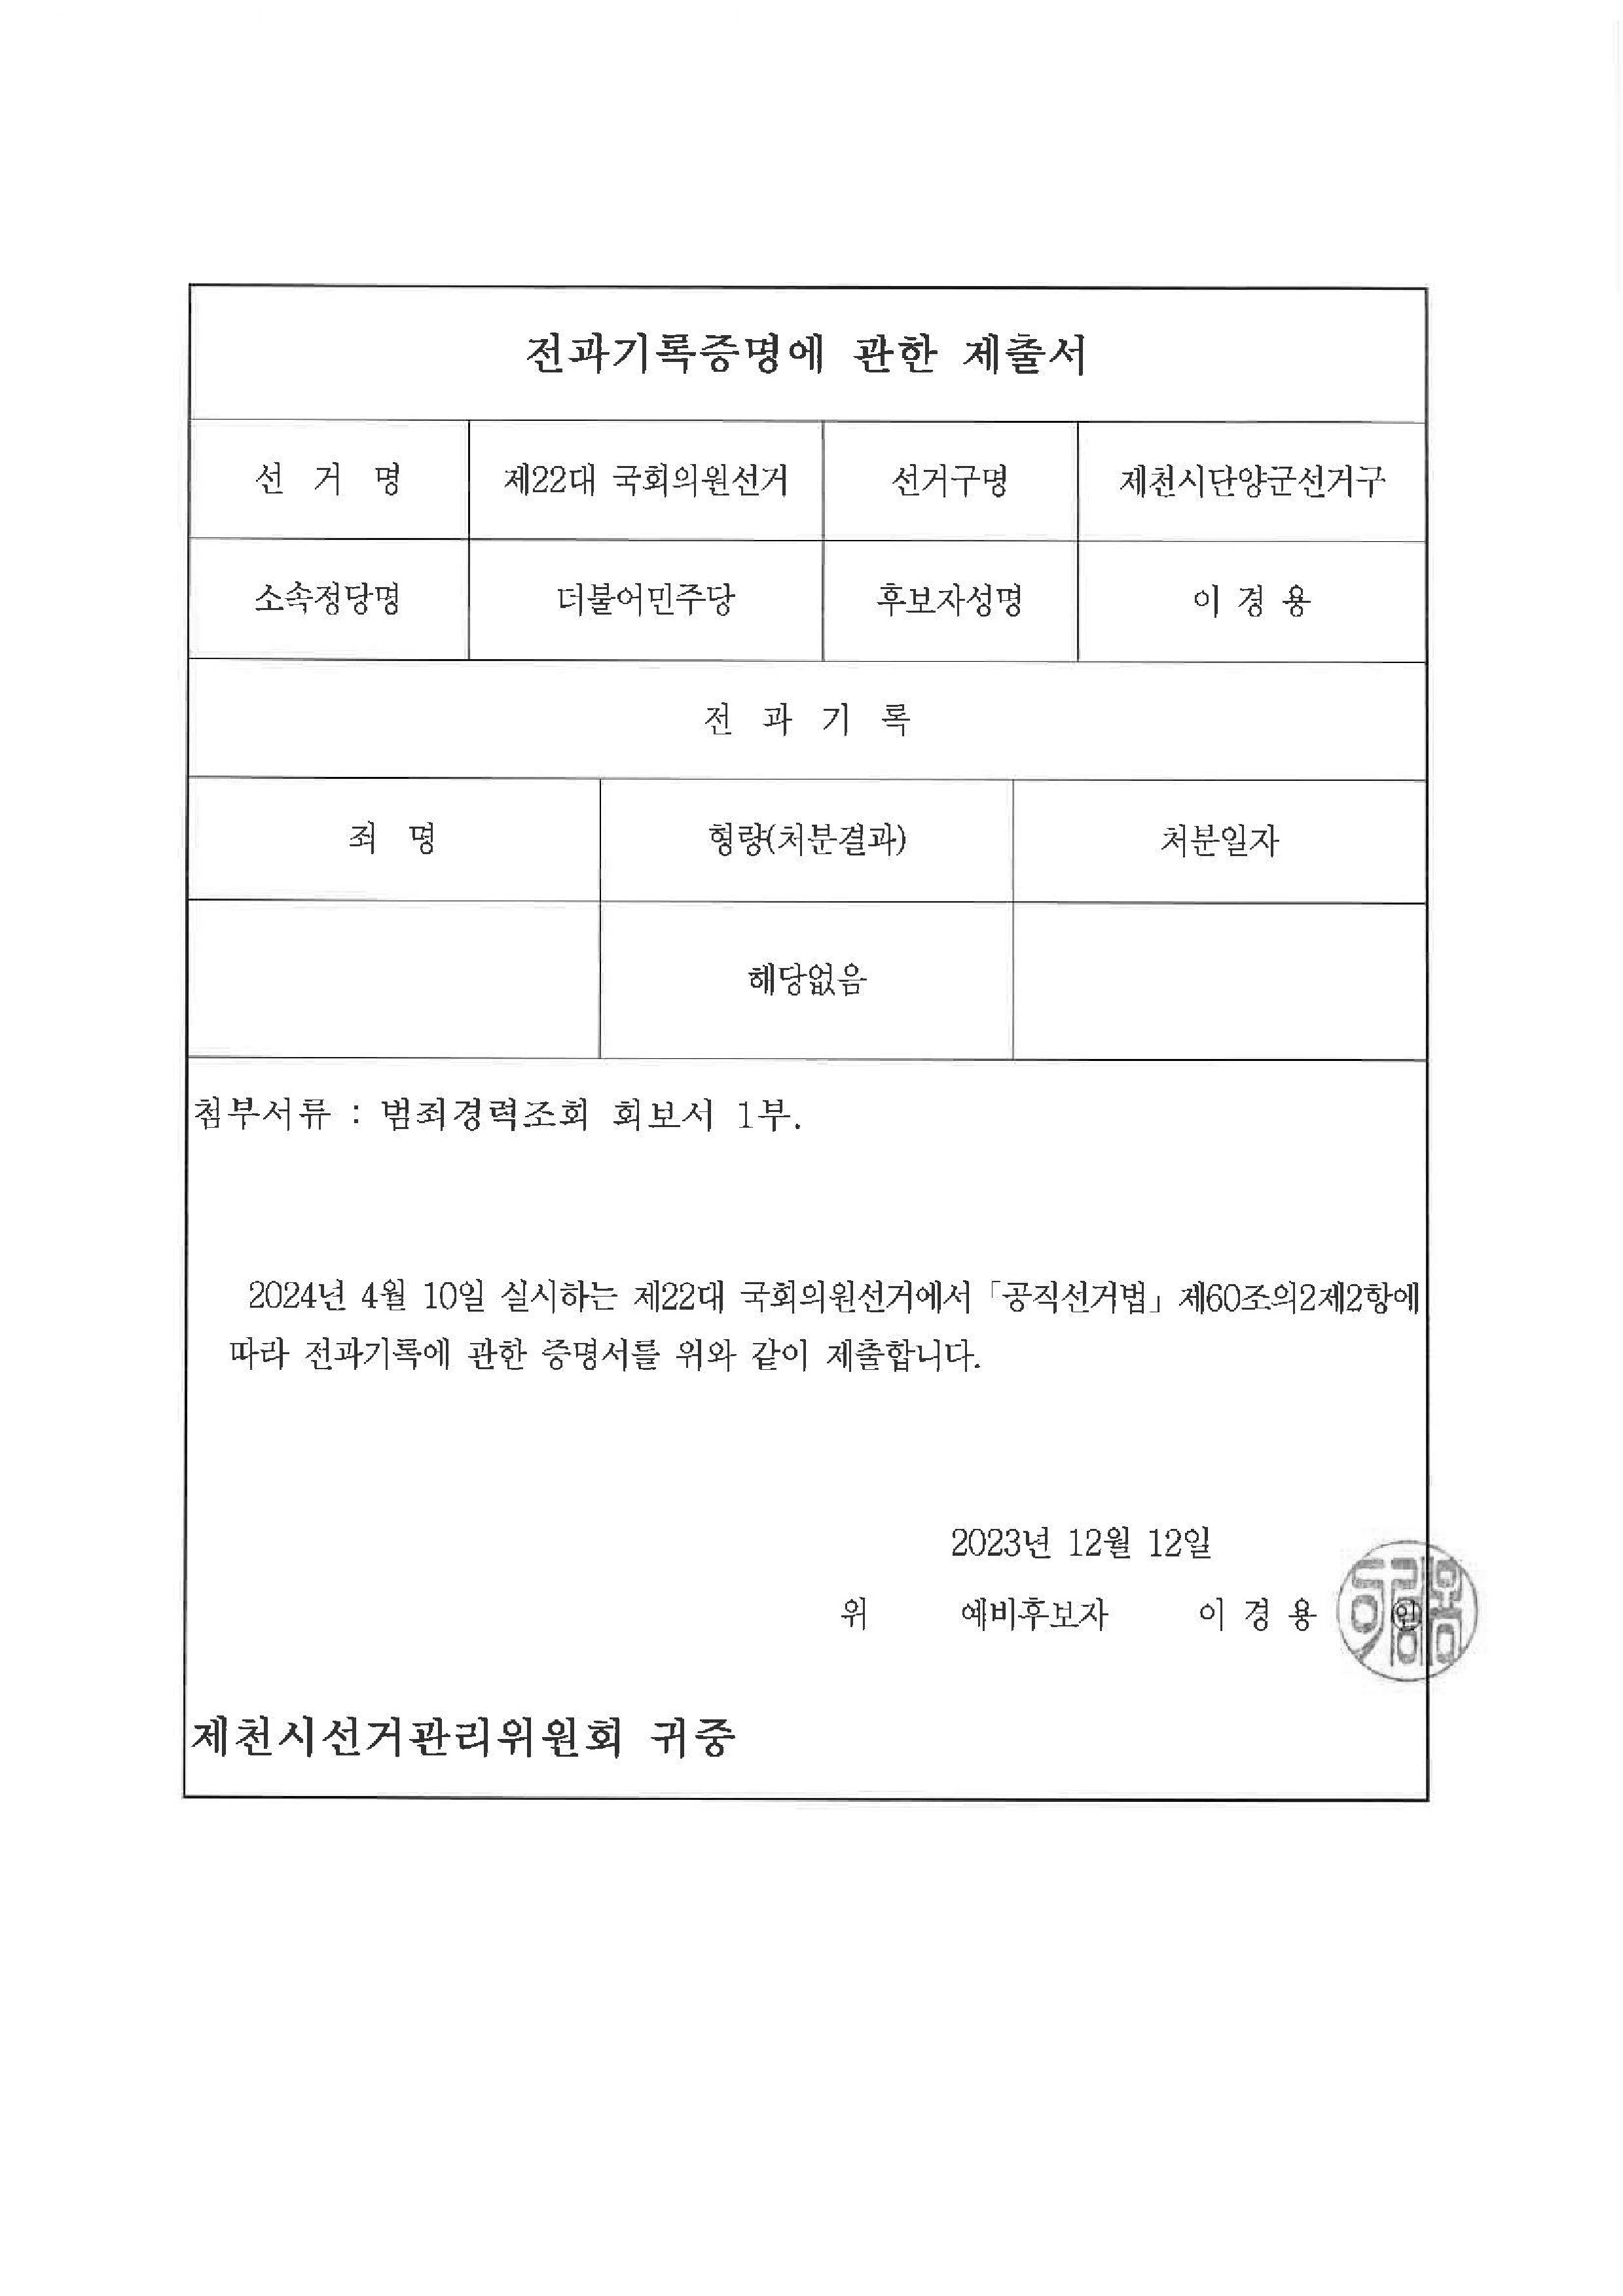 전과기록증명에 관한 제출서
선 거 명 제22대 국회의원선거 선거구명 제천시단양군선거구
소속정당명 더불어민주당 후보자성명 이 경 용
전 과 기 록
죄 명 형량(처분결과) 처분일자
해당없음
첨부서류 : 범죄경력조회 회보서 1부.
2024년 4월 10일 실시하는 제22대 국회의원선거에서「공직선거법」제60조의2제2항에
따라 전과기록에 관한 증명서를 위와 같이 제출합니다.
2023년 12월 12일
위 예비후보자 이 경 용 ㊞
제천시선거관리위원회 귀중